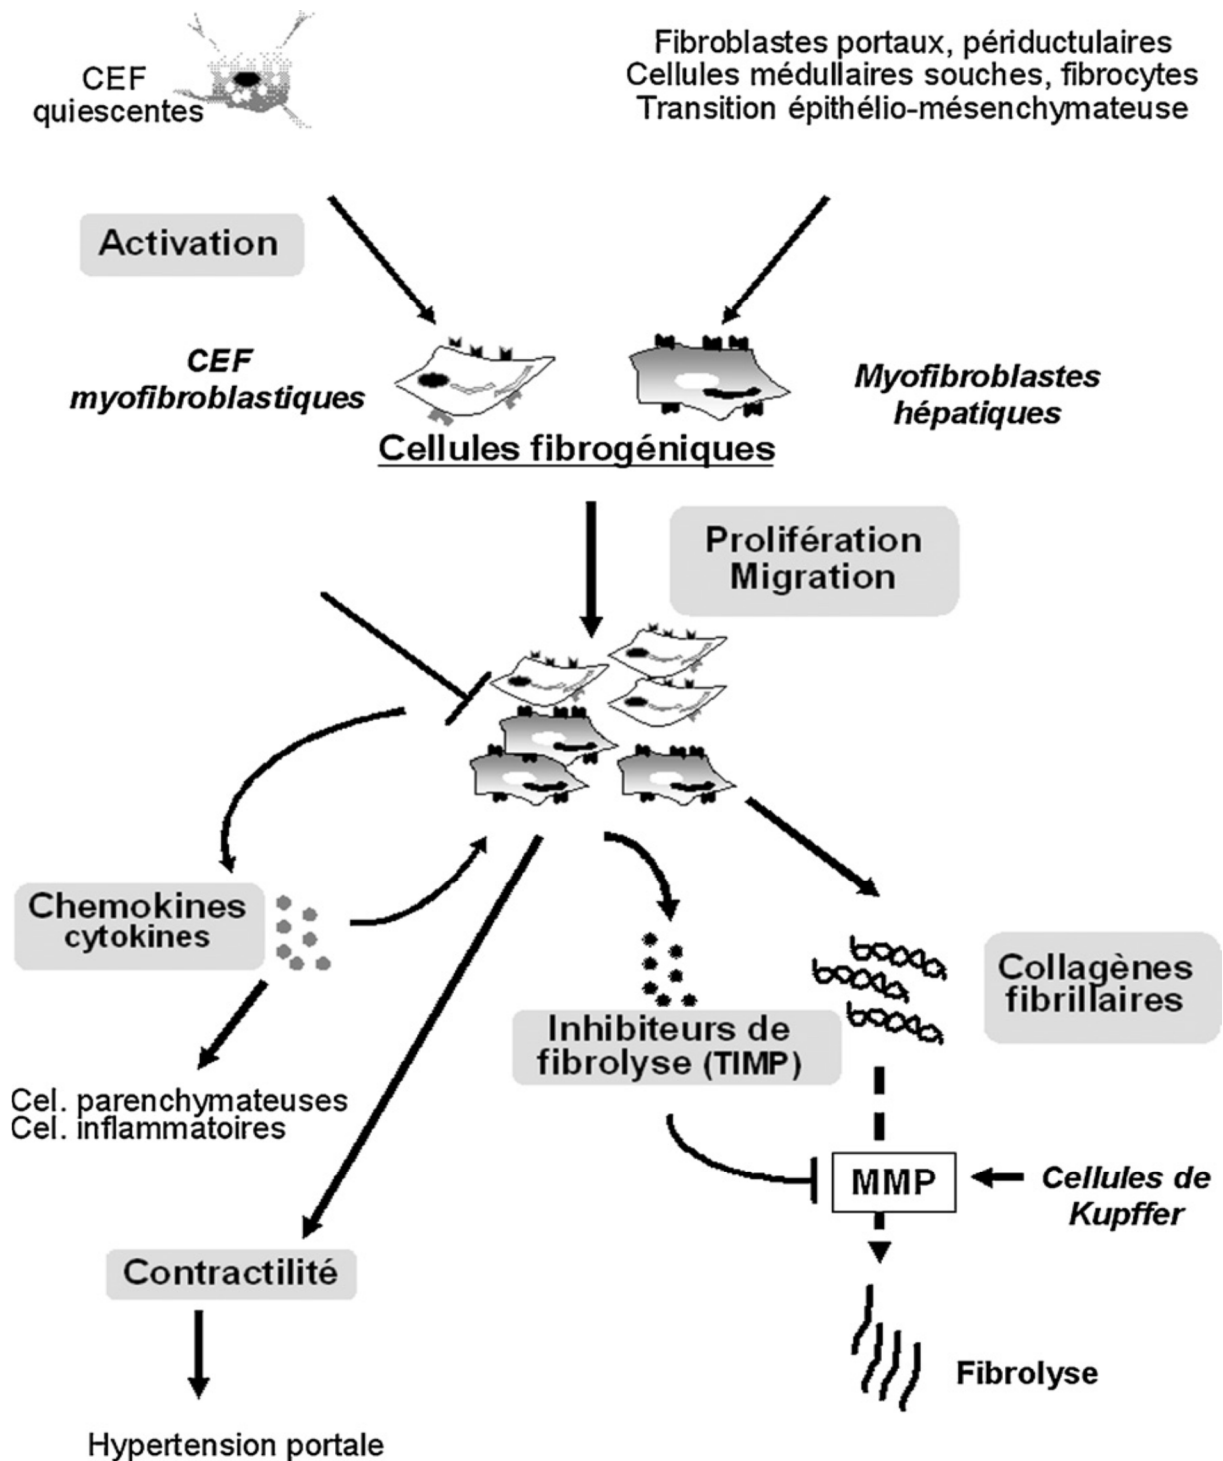 CEF
quiescentes
Fibroblastes portaux, périductulaires
Cellules médullaires souches, fibrocytes
Transition épithélio-mésenchymateuse
Activation
CEF
myofibroblastiques
Myofibroblastes
hépatiques
Cellules fibrogéniques
Prolifération
Migration
Chemokines
cytokines
Collagènes
fibrillaires
Inhibiteurs de
fibrolyse (TIMP)
Cel. parenchymateuses
Cel. inflammatoires
MMP
Cellules de
Kupffer
Contractilité
Fibrolyse
Hypertension portale